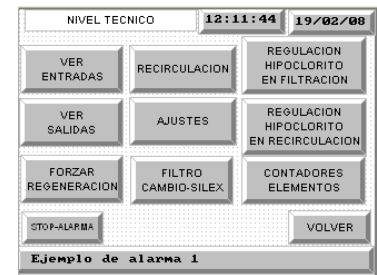 NIVEL TECNICO 12:11:44 19/02/08
VER
ENTRADAS
RECIRCULACION
REGULACION
HIPOCLORITO
EN FILTRACION
VER
SALIDAS
AJUSTES
REGULACION
HIPOCLORITO
EN RECIRCULACION
FORZAR
REGENERACION
FILTRO
CAMBIO-SILEX
CONTADORES
ELEMENTOS
STOP-ALARMA
VOLVER
Ejemplo de alarma 1